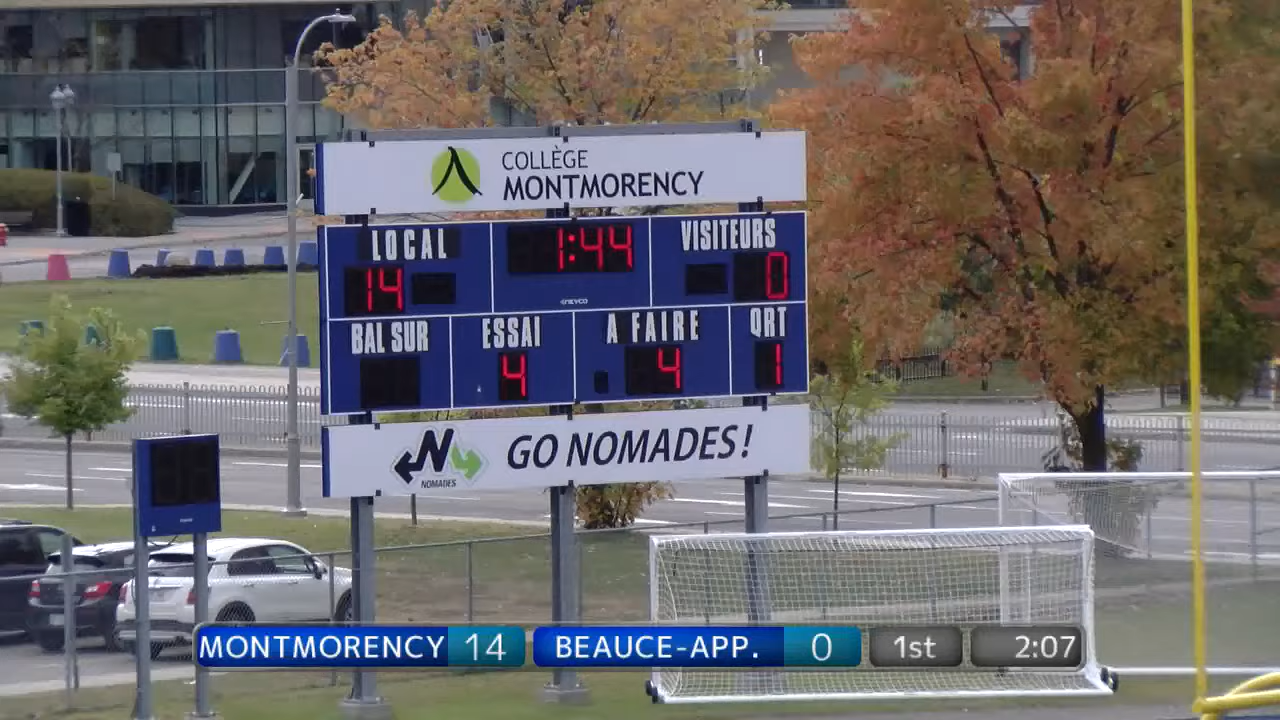 COLLÈGE
MONTMORENCY
LOCAL 1:44 VISITEURS
14 0
NEVCO
BAL SUR ESSAI A FAIRE QRT
4 4 1
NOMADES
GO NOMADES!
MONTMORENCY 14 BEAUCE-APP. 0 1st 2:07